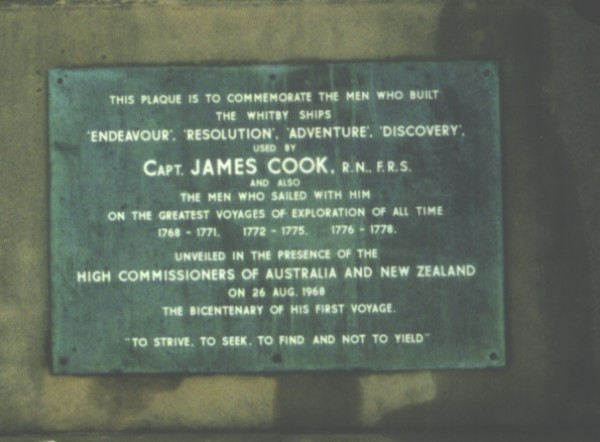 THIS PLAQUE IS TO COMMEMORATE THE MEN WHO BUILT
THE WHITBY SHIPS
'ENDEAVOUR', 'RESOLUTION', 'ADVENTURE', 'DISCOVERY',
USED BY
CAPT. JAMES COOK, R.N., F.R.S.
AND ALSO
THE MEN WHO SAILED WITH HIM
ON THE GREATEST VOYAGES OF EXPLORATION OF ALL TIME
1768 - 1771. 1772 - 1775. 1776 - 1778.
UNVEILED IN THE PRESENCE OF THE
HIGH COMMISSIONERS OF AUSTRALIA AND NEW ZEALAND
ON 26 AUG. 1968
THE BICENTENARY OF HIS FIRST VOYAGE.
"TO STRIVE, TO SEEK, TO FIND AND NOT TO YIELD"